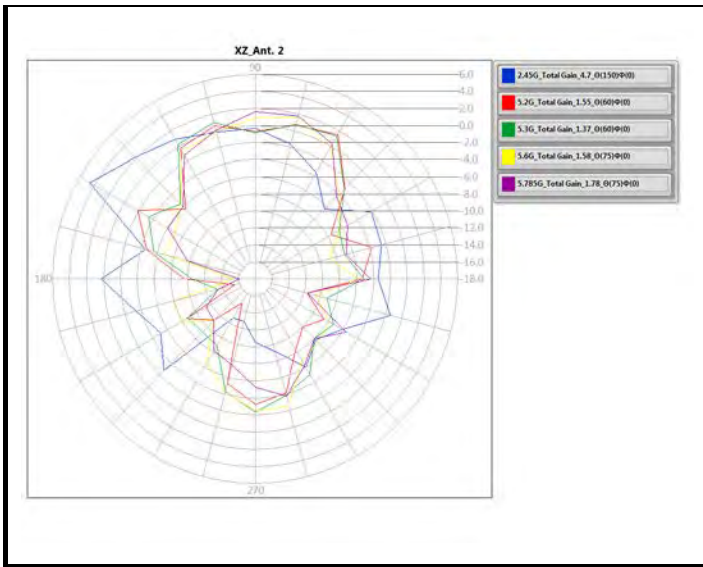 XZ_Ant. 2
90
6.0
4.0
2.0
0.0
-2.0
-4.0
-6.0
-8.0
-10.0
-12.0
-14.0
-16.0
-18.0
180
270
2.45G_Total Gain_4.7_Θ(150)Φ(0)
5.2G_Total Gain_1.55_Θ(60)Φ(0)
5.3G_Total Gain_1.37_Θ(60)Φ(0)
5.6G_Total Gain_1.58_Θ(75)Φ(0)
5.785G_Total Gain_1.78_Θ(75)Φ(0)